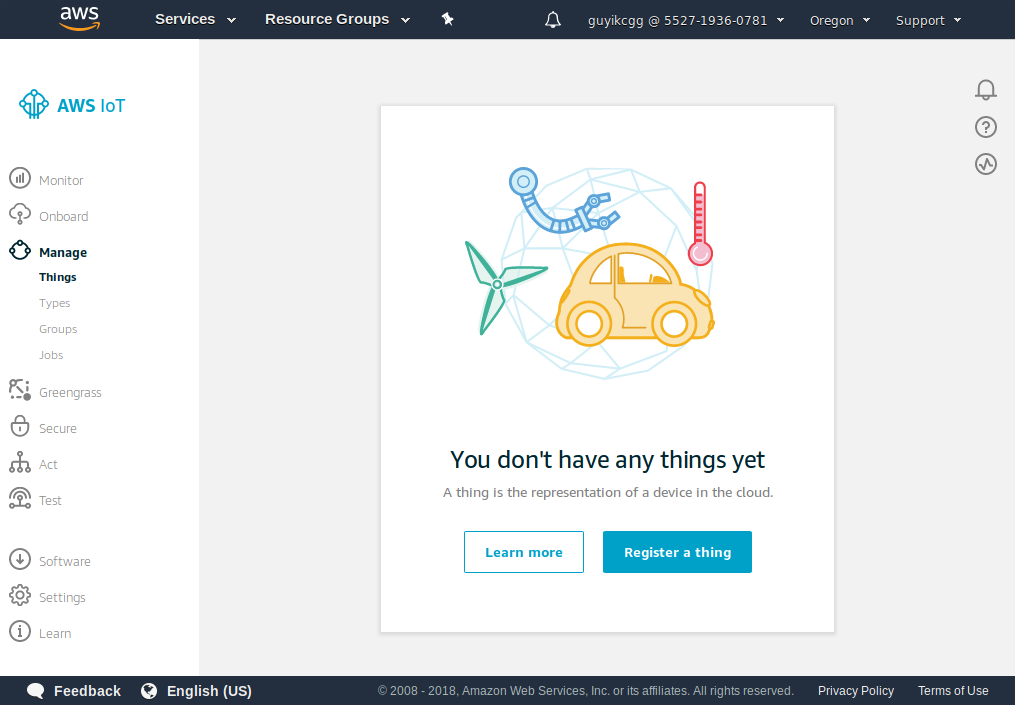 aws
Services
Resource Groups
guyikcgg @ 5527-1936-0781
Oregon
Support
AWS IoT
Monitor
Onboard
Manage
Things
Types
Groups
Jobs
Greengrass
Secure
Act
Test
Software
Settings
Learn
You don't have any things yet
A thing is the representation of a device in the cloud.
Learn more
Register a thing
Feedback
English (US)
© 2008 - 2018, Amazon Web Services, Inc. or its affiliates. All rights reserved.
Privacy Policy
Terms of Use